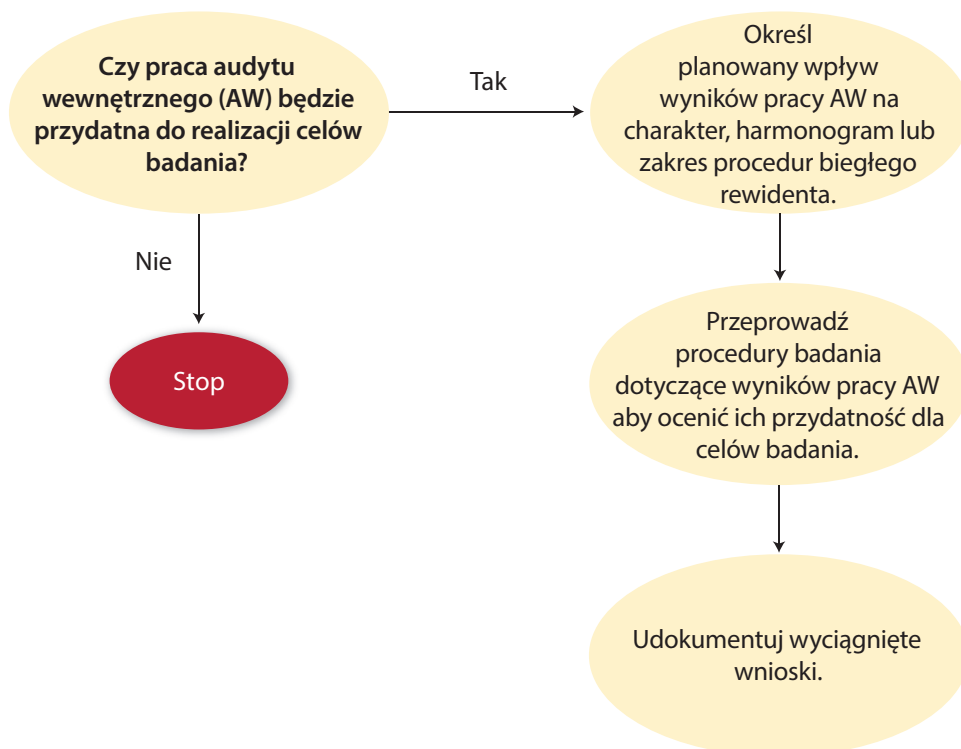 Czy praca audytu
wewnętrznego (AW) będzie
przydatna do realizacji celów
badania?
Tak
Określ
planowany wpływ
wyników pracy AW na
charakter, harmonogram lub
zakres procedur biegłego
rewidenta.
Nie
Stop
Przeprowadź
procedury badania
dotyczące wyników pracy AW
aby ocenić ich przydatność dla
celów badania.
Udokumentuj wyciągnięte
wnioski.